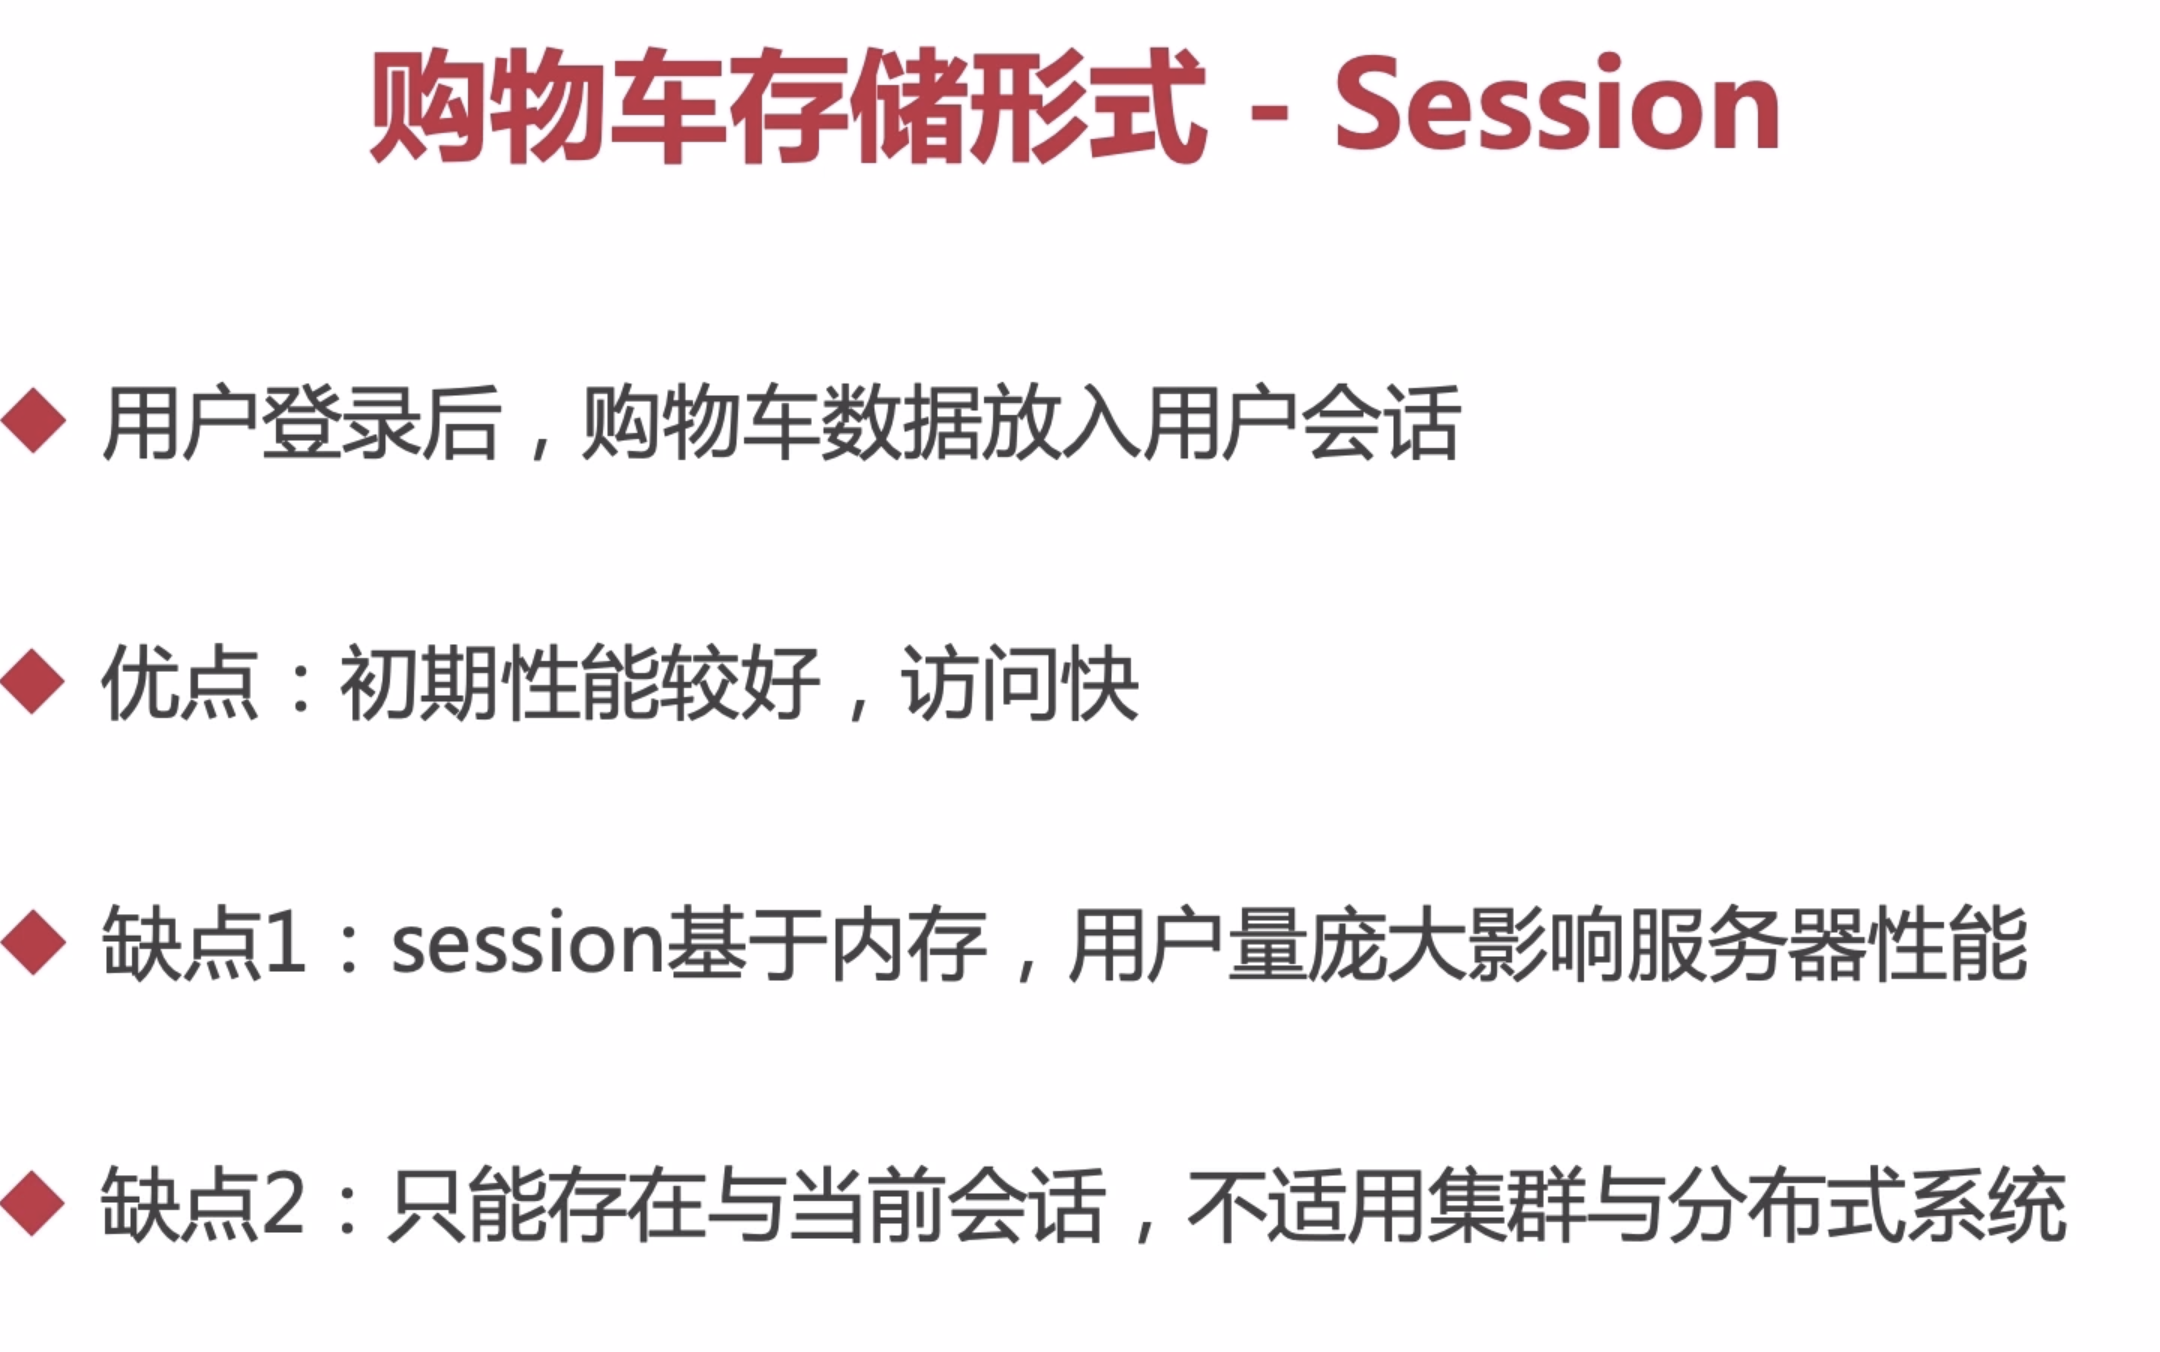 购物车存储形式 - Session
用户登录后，购物车数据放入用户会话
优点：初期性能较好，访问快
缺点1：session基于内存，用户量庞大影响服务器性能
缺点2：只能存在与当前会话，不适用集群与分布式系统